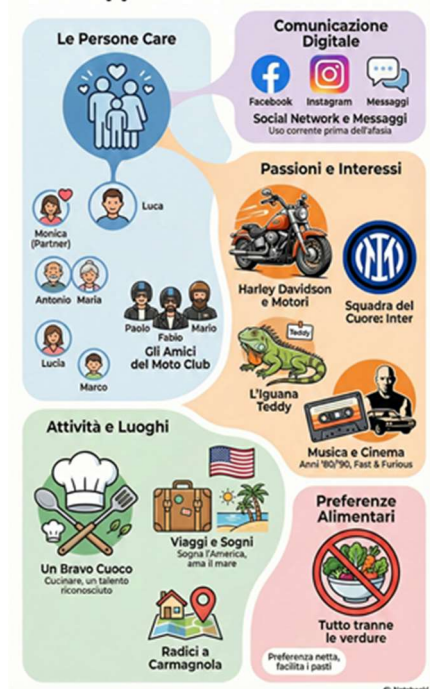 Le Persone Care
Luca
Monica
(Partner)
Antonio Maria
Paolo
Fabio
Mario
Gli Amici
del Moto Club
Lucia
Marco
Comunicazione
Digitale
Facebook
Instagram
Messaggi
Social Network e Messaggi
Uso corrente prima dell'afasia
Passioni e Interessi
Harley Davidson
e Motori
Squadra del
Cuore: Inter
Teddy
L'Iguana
Teddy
Musica e Cinema
Anni '80/'90, Fast & Furious
Attività e Luoghi
Un Bravo Cuoco
Cucinare, un talento
riconosciuto
Viaggi e Sogni
Sogna l'America,
ama il mare
Radici a
Carmagnola
Preferenze
Alimentari
Tutto tranne
le verdure
Preferenza netta,
facilita i pasti